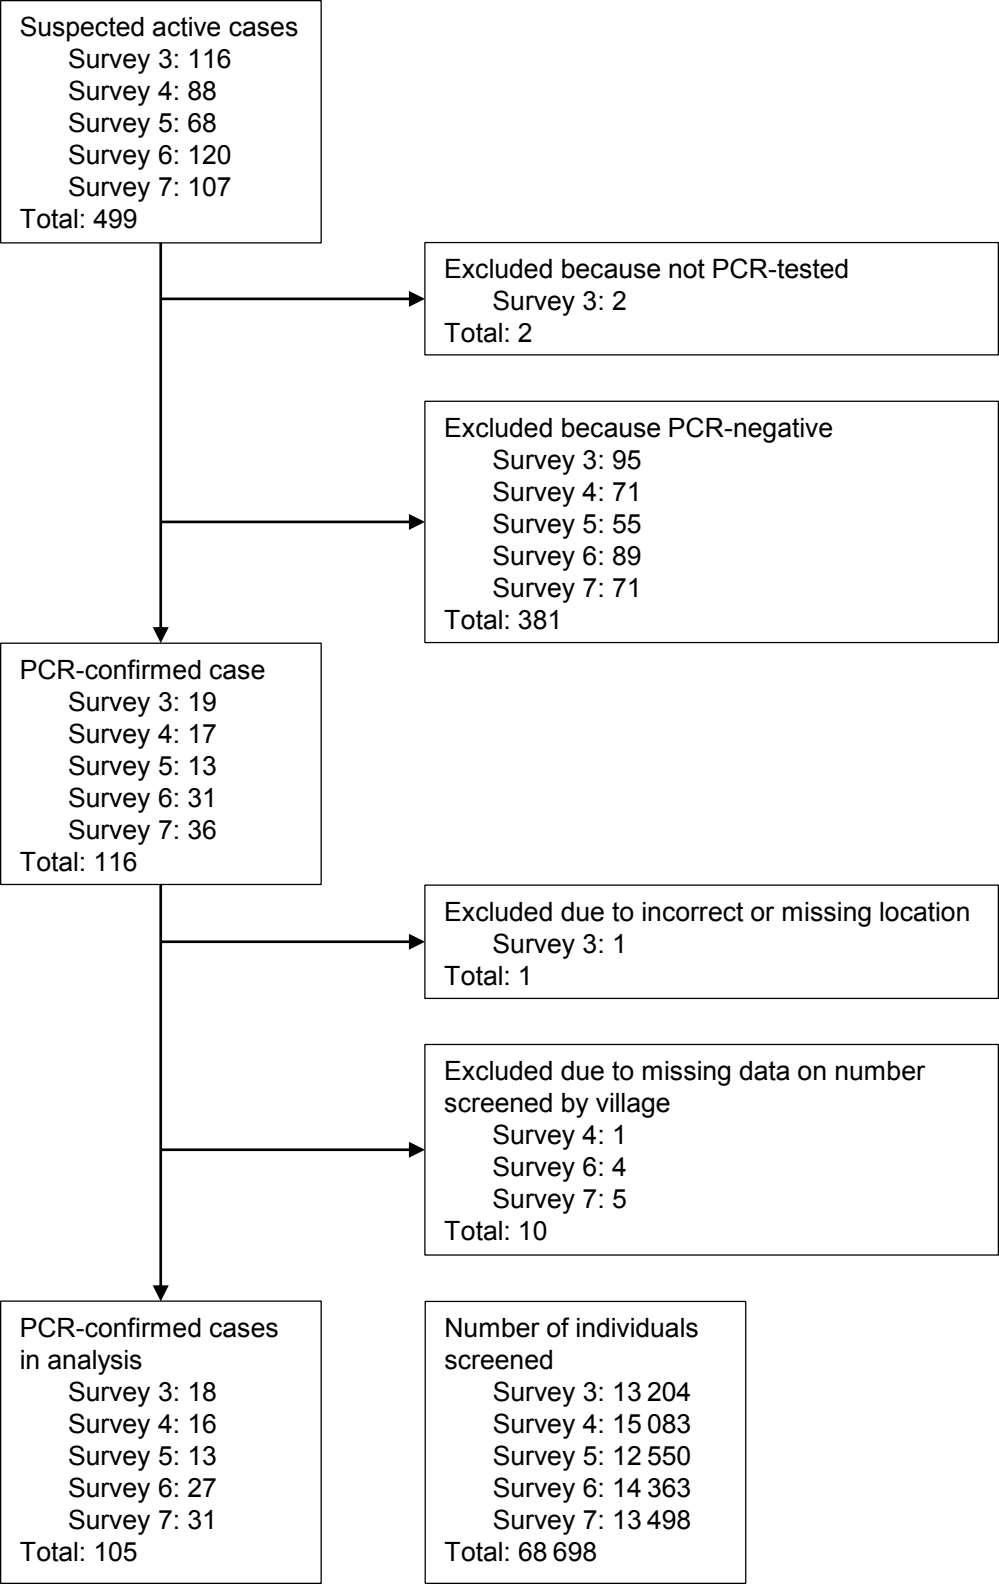 Suspected active cases
Survey 3: 116
Survey 4: 88
Survey 5: 68
Survey 6: 120
Survey 7: 107
Total: 499
Excluded because not PCR-tested
Survey 3: 2
Total: 2
Excluded because PCR-negative
Survey 3: 95
Survey 4: 71
Survey 5: 55
Survey 6: 89
Survey 7: 71
Total: 381
PCR-confirmed case
Survey 3: 19
Survey 4: 17
Survey 5: 13
Survey 6: 31
Survey 7: 36
Total: 116
Excluded due to incorrect or missing location
Survey 3: 1
Total: 1
Excluded due to missing data on number
screened by village
Survey 4: 1
Survey 6: 4
Survey 7: 5
Total: 10
PCR-confirmed cases
in analysis
Survey 3: 18
Survey 4: 16
Survey 5: 13
Survey 6: 27
Survey 7: 31
Total: 105
Number of individuals
screened
Survey 3: 13 204
Survey 4: 15 083
Survey 5: 12 550
Survey 6: 14 363
Survey 7: 13 498
Total: 68 698